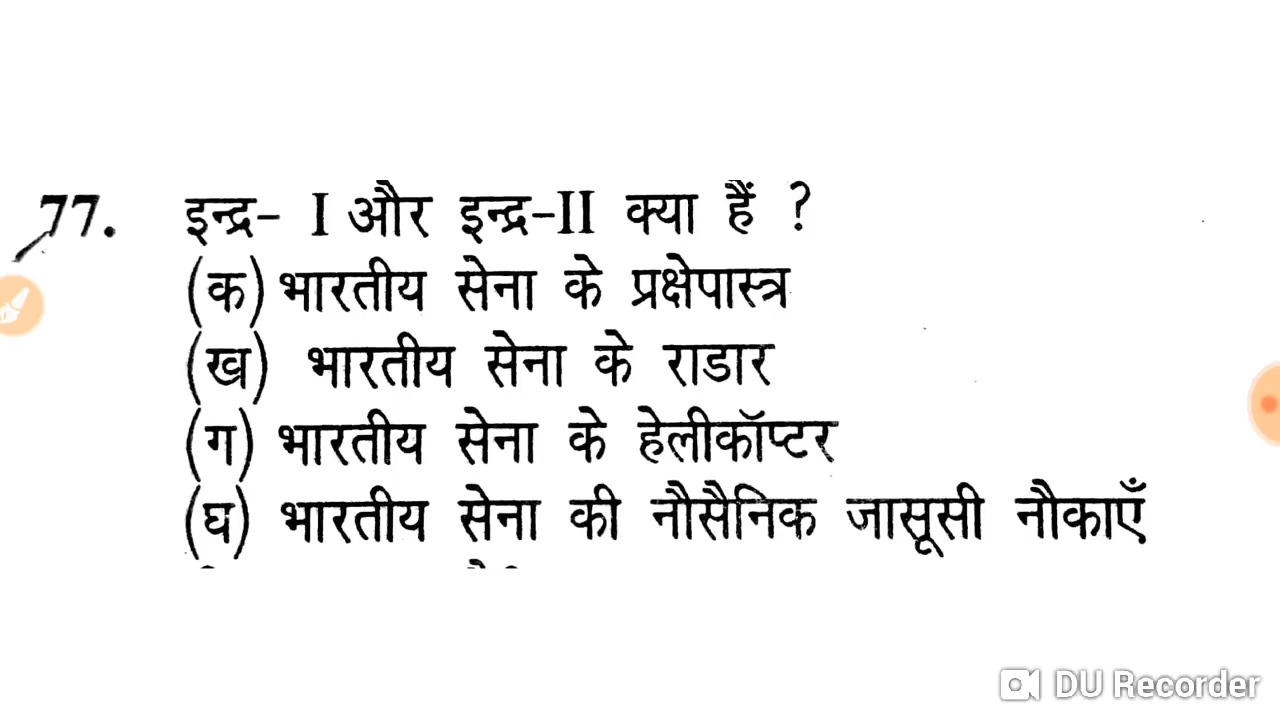 77. इन्द्र- I और इन्द्र-II क्या हैं ?
(क) भारतीय सेना के प्रक्षेपास्त्र
(ख) भारतीय सेना के राडार
(ग) भारतीय सेना के हेलीकॉप्टर
(घ) भारतीय सेना की नौसैनिक जासूसी नौकाएँ
DU Recorder